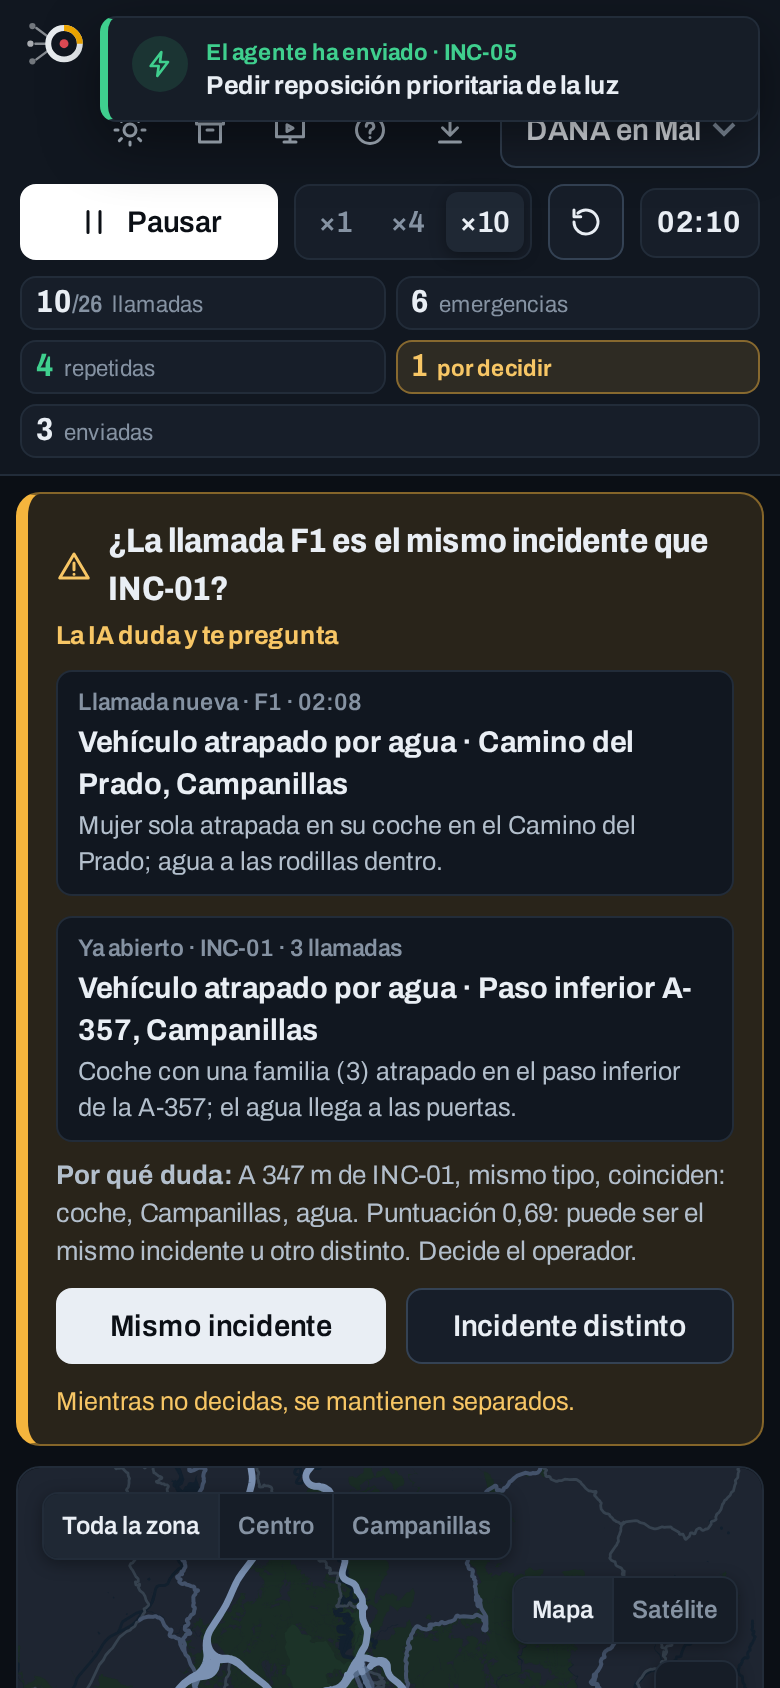 El agente ha enviado · INC-05
Pedir reposición prioritaria de la luz
DANA en Mál
Pausar
×1 ×4 ×10
02:10
10/26 llamadas
6 emergencias
4 repetidas
1 por decidir
3 enviadas
¿La llamada F1 es el mismo incidente que
INC-01?
La IA duda y te pregunta
Llamada nueva · F1 · 02:08
Vehículo atrapado por agua · Camino del
Prado, Campanillas
Mujer sola atrapada en su coche en el Camino del
Prado; agua a las rodillas dentro.
Ya abierto · INC-01 · 3 llamadas
Vehículo atrapado por agua · Paso inferior A-
357, Campanillas
Coche con una familia (3) atrapado en el paso inferior
de la A-357; el agua llega a las puertas.
Por qué duda: A 347 m de INC-01, mismo tipo, coinciden:
coche, Campanillas, agua. Puntuación 0,69: puede ser el
mismo incidente u otro distinto. Decide el operador.
Mismo incidente
Incidente distinto
Mientras no decidas, se mantienen separados.
Toda la zona Centro Campanillas
Mapa Satélite